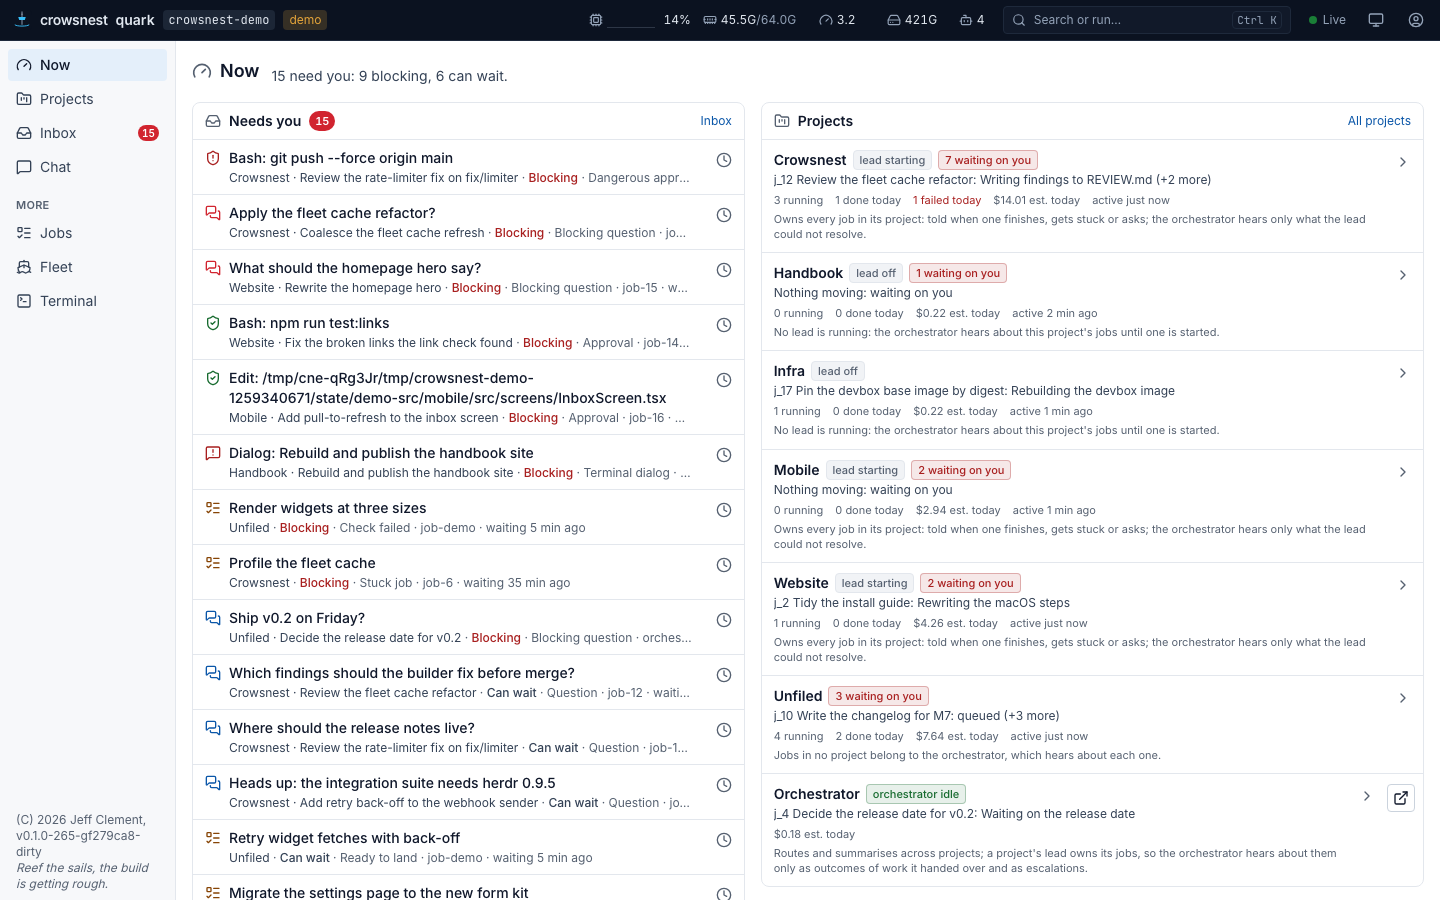 crowsnest quark crowsnest-demo demo 14% 45.5G/64.0G 3.2 421G 4 Search or run... Ctrl K Live
Now
Projects
Inbox 15
Chat
MORE
Jobs
Fleet
Terminal
(C) 2026 Jeff Clement,
v0.1.0-265-gf279ca8-
dirty
Reef the sails, the build
is getting rough.
Now 15 need you: 9 blocking, 6 can wait.
Needs you 15 Inbox
Bash: git push --force origin main
Crowsnest · Review the rate-limiter fix on fix/limiter · Blocking · Dangerous appr...
Apply the fleet cache refactor?
Crowsnest · Coalesce the fleet cache refresh · Blocking · Blocking question · jo...
What should the homepage hero say?
Website · Rewrite the homepage hero · Blocking · Blocking question · job-15 · w...
Bash: npm run test:links
Website · Fix the broken links the link check found · Blocking · Approval · job-14...
Edit: /tmp/cne-qRg3Jr/tmp/crowsnest-demo-
1259340671/state/demo-src/mobile/src/screens/InboxScreen.tsx
Mobile · Add pull-to-refresh to the inbox screen · Blocking · Approval · job-16 · ...
Dialog: Rebuild and publish the handbook site
Handbook · Rebuild and publish the handbook site · Blocking · Terminal dialog · ...
Render widgets at three sizes
Unfiled · Blocking · Check failed · job-demo · waiting 5 min ago
Profile the fleet cache
Crowsnest · Blocking · Stuck job · job-6 · waiting 35 min ago
Ship v0.2 on Friday?
Unfiled · Decide the release date for v0.2 · Blocking · Blocking question · orches...
Which findings should the builder fix before merge?
Crowsnest · Review the fleet cache refactor · Can wait · Question · job-12 · waiti...
Where should the release notes live?
Crowsnest · Review the rate-limiter fix on fix/limiter · Can wait · Question · job-1...
Heads up: the integration suite needs herdr 0.9.5
Crowsnest · Add retry back-off to the webhook sender · Can wait · Question · jo...
Retry widget fetches with back-off
Unfiled · Can wait · Ready to land · job-demo · waiting 5 min ago
Migrate the settings page to the new form kit
Projects All projects
Crowsnest lead starting 7 waiting on you
j_12 Review the fleet cache refactor: Writing findings to REVIEW.md (+2 more)
3 running 1 done today 1 failed today $14.01 est. today active just now
Owns every job in its project: told when one finishes, gets stuck or asks; the orchestrator hears only what the lead
could not resolve.
Handbook lead off 1 waiting on you
Nothing moving: waiting on you
0 running 0 done today $0.22 est. today active 2 min ago
No lead is running: the orchestrator hears about this project's jobs until one is started.
Infra lead off
j_17 Pin the devbox base image by digest: Rebuilding the devbox image
1 running 0 done today $0.22 est. today active 1 min ago
No lead is running: the orchestrator hears about this project's jobs until one is started.
Mobile lead starting 2 waiting on you
Nothing moving: waiting on you
0 running 0 done today $2.94 est. today active 1 min ago
Owns every job in its project: told when one finishes, gets stuck or asks; the orchestrator hears only what the lead
could not resolve.
Website lead starting 2 waiting on you
j_2 Tidy the install guide: Rewriting the macOS steps
1 running 0 done today $4.26 est. today active just now
Owns every job in its project: told when one finishes, gets stuck or asks; the orchestrator hears only what the lead
could not resolve.
Unfiled 3 waiting on you
j_10 Write the changelog for M7: queued (+3 more)
4 running 2 done today $7.64 est. today active just now
Jobs in no project belong to the orchestrator, which hears about each one.
Orchestrator orchestrator idle
j_4 Decide the release date for v0.2: Waiting on the release date
$0.18 est. today
Routes and summarises across projects; a project's lead owns its jobs, so the orchestrator hears about them
only as outcomes of work it handed over and as escalations.